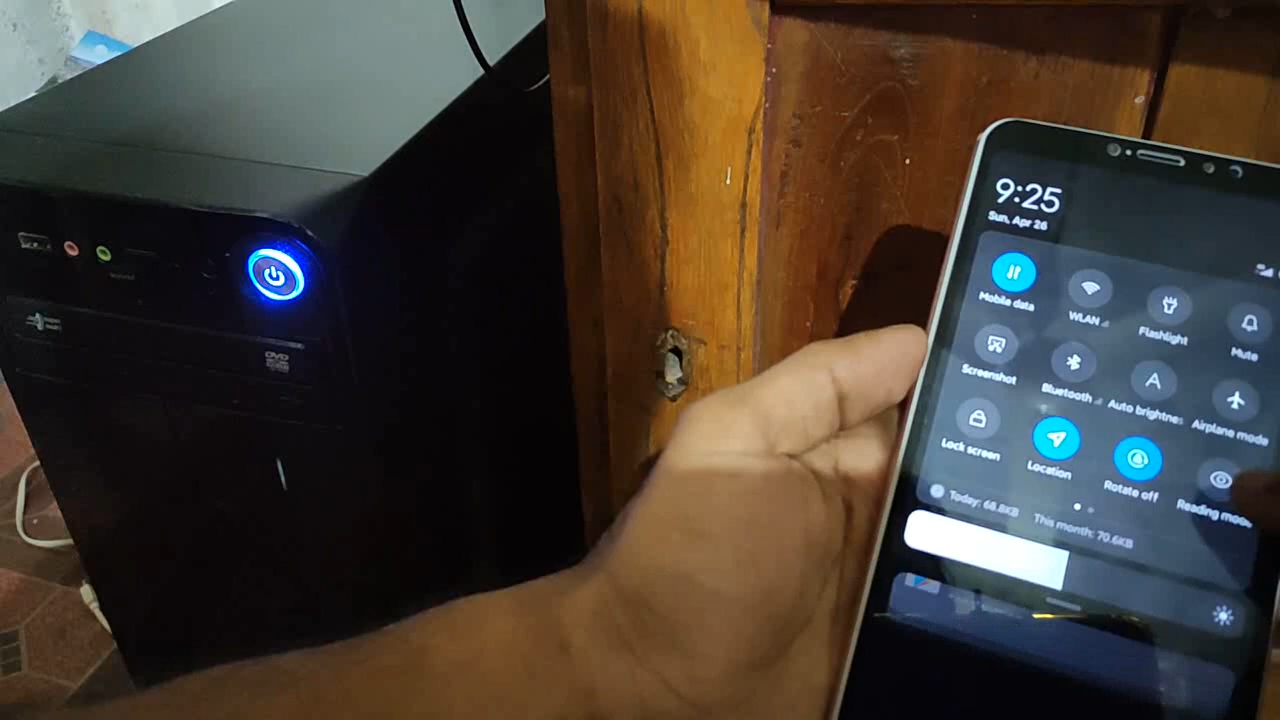 9:25
Sun, Apr 26
Mobile data
WLAN
Flashlight
Mute
Screenshot
Bluetooth
Auto brightnes
Airplane mode
Lock screen
Location
Rotate off
Reading mode
Today: 68.8KB
This month: 70.6KB
DVD